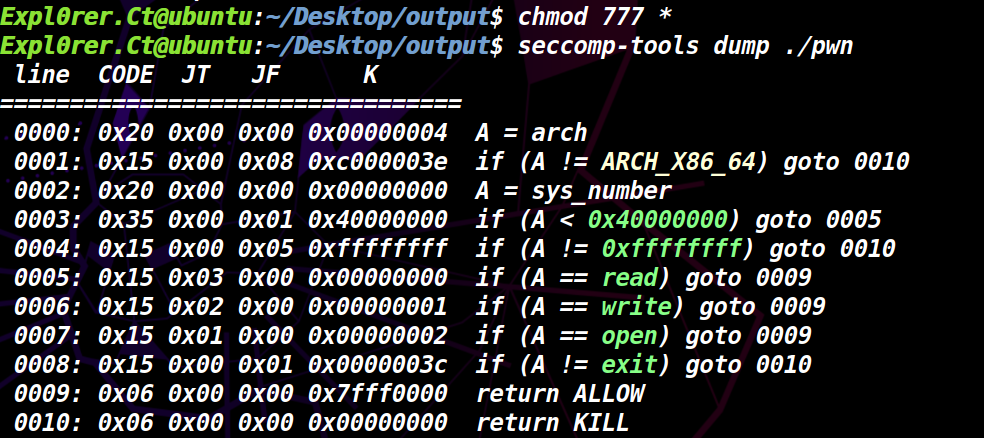 Expl0rer.Ct@ubuntu:~/Desktop/output$ chmod 777 *
Expl0rer.Ct@ubuntu:~/Desktop/output$ seccomp-tools dump ./pwn
 line  CODE  JT   JF      K
=================================
 0000: 0x20 0x00 0x00 0x00000004  A = arch
 0001: 0x15 0x00 0x08 0xc000003e  if (A != ARCH_X86_64) goto 0010
 0002: 0x20 0x00 0x00 0x00000000  A = sys_number
 0003: 0x35 0x00 0x01 0x40000000  if (A < 0x40000000) goto 0005
 0004: 0x15 0x00 0x05 0xffffffff  if (A != 0xffffffff) goto 0010
 0005: 0x15 0x03 0x00 0x00000000  if (A == read) goto 0009
 0006: 0x15 0x02 0x00 0x00000001  if (A == write) goto 0009
 0007: 0x15 0x01 0x00 0x00000002  if (A == open) goto 0009
 0008: 0x15 0x00 0x01 0x0000003c  if (A != exit) goto 0010
 0009: 0x06 0x00 0x00 0x7fff0000  return ALLOW
 0010: 0x06 0x00 0x00 0x00000000  return KILL